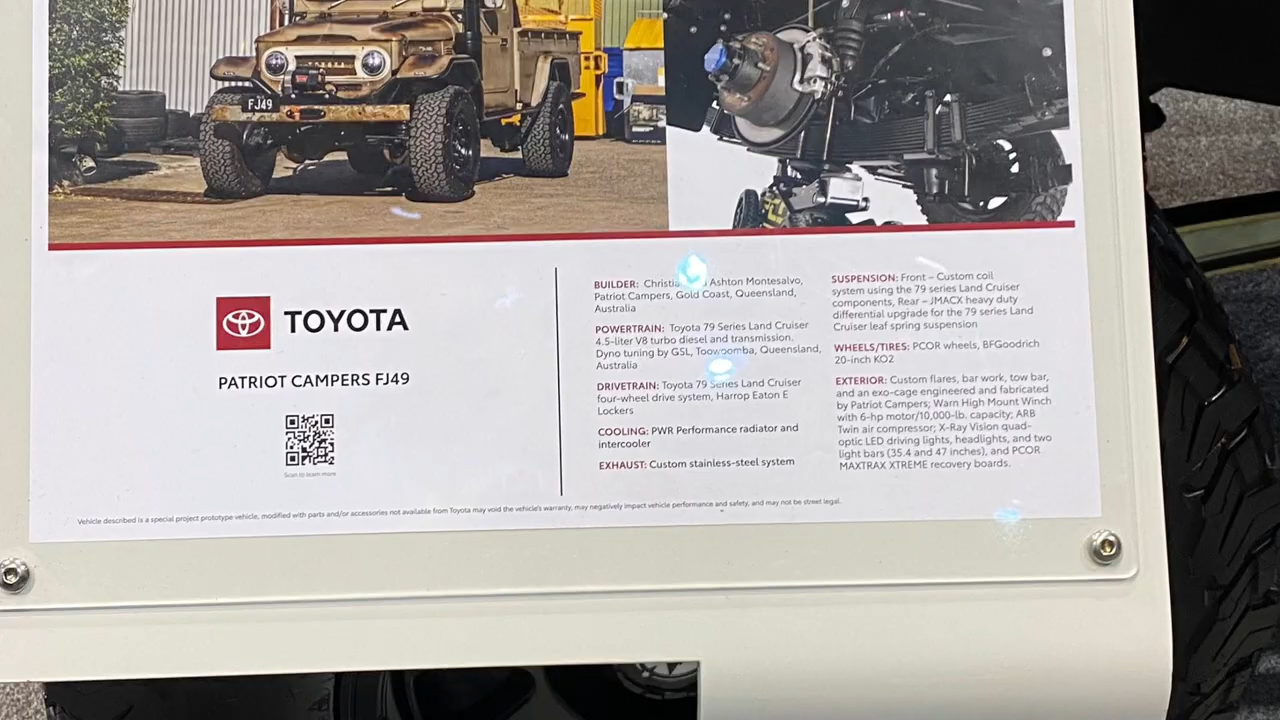 TOYOTA
FJ49
TOYOTA
PATRIOT CAMPERS FJ49
Scan to learn more
BUILDER: Ashton Montesalvo,
Patriot Campers, Gold Coast, Queensland,
Australia
POWERTRAIN: Toyota 79 Series Land Cruiser
4.5-liter V8 turbo diesel and transmission.
Dyno tuning by GSL, Toowoomba, Queensland,
Australia
DRIVETRAIN: Toyota 79 Series Land Cruiser
four-wheel drive system, Harrop Eaton E
Lockers
COOLING: PWR Performance radiator and
intercooler
EXHAUST: Custom stainless-steel system
SUSPENSION: Front – Custom coil
system using the 79 series Land Cruiser
components, Rear – JMACX heavy duty
differential upgrade for the 79 series Land
Cruiser leaf spring suspension
WHEELS/TIRES: PCOR wheels, BFGoodrich
20-inch KO2
EXTERIOR: Custom flares, bar work, tow bar,
and an exo-cage engineered and fabricated
by Patriot Campers; Warn High Mount Winch
with 6-hp motor/10,000-lb. capacity; ARB
Twin air compressor; X-Ray Vision quad-
optic LED driving lights, headlights, and two
light bars (35.4 and 47 inches), and PCOR
MAXTRAX XTREME recovery boards.
Vehicle described is a special project prototype vehicle, modified with parts and/or accessories not available from Toyota may void the vehicle's warranty, may negatively impact vehicle performance and safety, and may not be street legal.